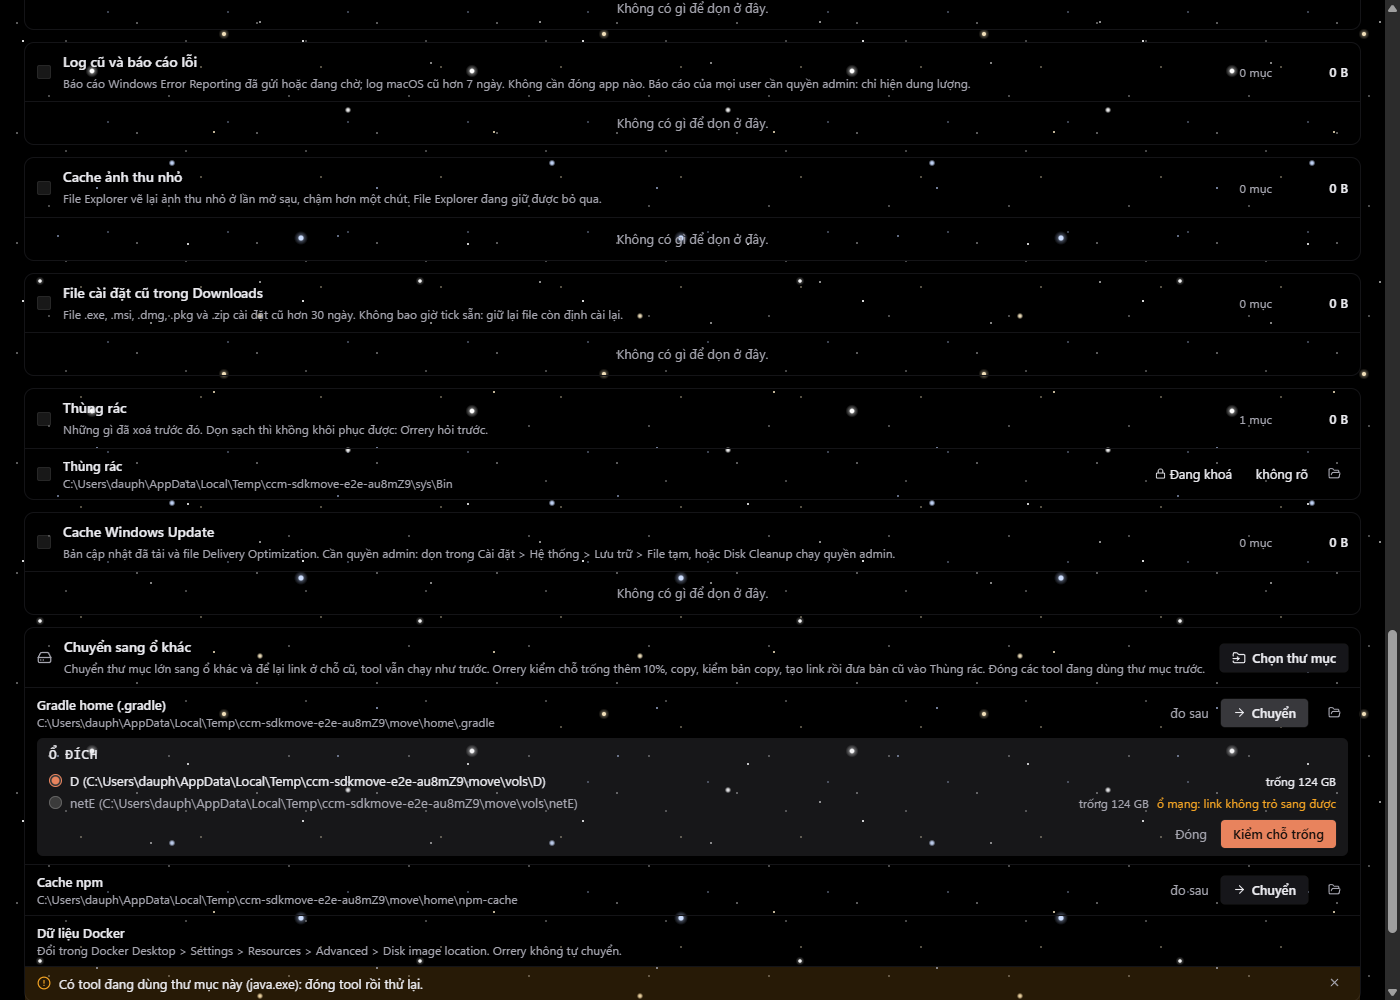 Không có gì để dọn ở đây.
Log cũ và báo cáo lỗi
0 mục
0 B
Báo cáo Windows Error Reporting đã gửi hoặc đang chờ; log macOS cũ hơn 7 ngày. Không cần đóng app nào. Báo cáo của mọi user cần quyền admin: chỉ hiện dung lượng.
Không có gì để dọn ở đây.
Cache ảnh thu nhỏ
0 mục
0 B
File Explorer vẽ lại ảnh thu nhỏ ở lần mở sau, chậm hơn một chút. File Explorer đang giữ được bỏ qua.
Không có gì để dọn ở đây.
File cài đặt cũ trong Downloads
0 mục
0 B
File .exe, .msi, .dmg, .pkg và .zip cài đặt cũ hơn 30 ngày. Không bao giờ tick sẵn: giữ lại file còn định cài lại.
Không có gì để dọn ở đây.
Thùng rác
1 mục
0 B
Những gì đã xoá trước đó. Dọn sạch thì không khôi phục được: Orrery hỏi trước.
Thùng rác
C:\Users\dauph\AppData\Local\Temp\ccm-sdkmove-e2e-au8mZ9\sys\Bin
Đang khoá
không rõ
Cache Windows Update
0 mục
0 B
Bản cập nhật đã tải và file Delivery Optimization. Cần quyền admin: dọn trong Cài đặt > Hệ thống > Lưu trữ > File tạm, hoặc Disk Cleanup chạy quyền admin.
Không có gì để dọn ở đây.
Chuyển sang ổ khác
Chuyển thư mục lớn sang ổ khác và để lại link ở chỗ cũ, tool vẫn chạy như trước. Orrery kiểm chỗ trống thêm 10%, copy, kiểm bản copy, tạo link rồi đưa bản cũ vào Thùng rác. Đóng các tool đang dùng thư mục trước.
Chọn thư mục
Gradle home (.gradle)
C:\Users\dauph\AppData\Local\Temp\ccm-sdkmove-e2e-au8mZ9\move\home\.gradle
đo sau
Chuyển
Ổ ĐÍCH
D (C:\Users\dauph\AppData\Local\Temp\ccm-sdkmove-e2e-au8mZ9\move\vols\D)
trống 124 GB
netE (C:\Users\dauph\AppData\Local\Temp\ccm-sdkmove-e2e-au8mZ9\move\vols\netE)
trống 124 GB
ổ mạng: link không trỏ sang được
Đóng
Kiểm chỗ trống
Cache npm
C:\Users\dauph\AppData\Local\Temp\ccm-sdkmove-e2e-au8mZ9\move\home\npm-cache
đo sau
Chuyển
Dữ liệu Docker
Đổi trong Docker Desktop > Settings > Resources > Advanced > Disk image location. Orrery không tự chuyển.
Có tool đang dùng thư mục này (java.exe): đóng tool rồi thử lại.